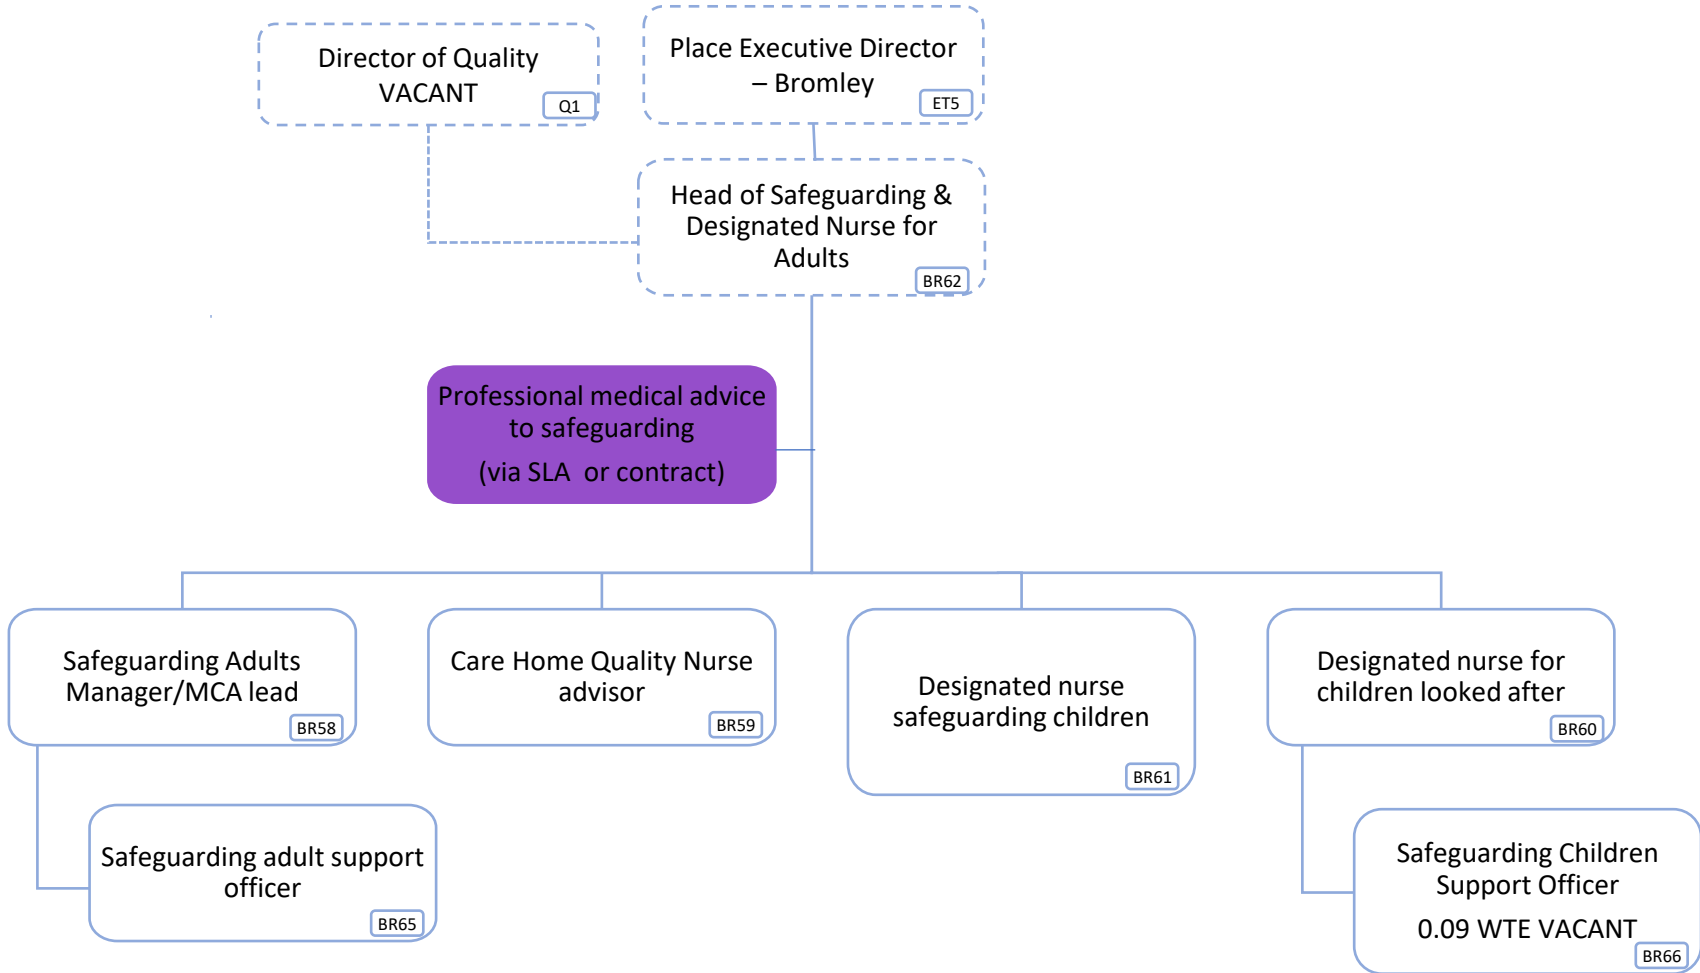 Director of Quality
VACANT
Q1
Place Executive Director
– Bromley
ET5
Head of Safeguarding &
Designated Nurse for
Adults
BR62
Professional medical advice
to safeguarding
(via SLA or contract)
Safeguarding Adults
Manager/MCA lead
BR58
Care Home Quality Nurse
advisor
BR59
Designated nurse
safeguarding children
BR61
Designated nurse for
children looked after
BR60
Safeguarding adult support
officer
BR65
Safeguarding Children
Support Officer
0.09 WTE VACANT
BR66